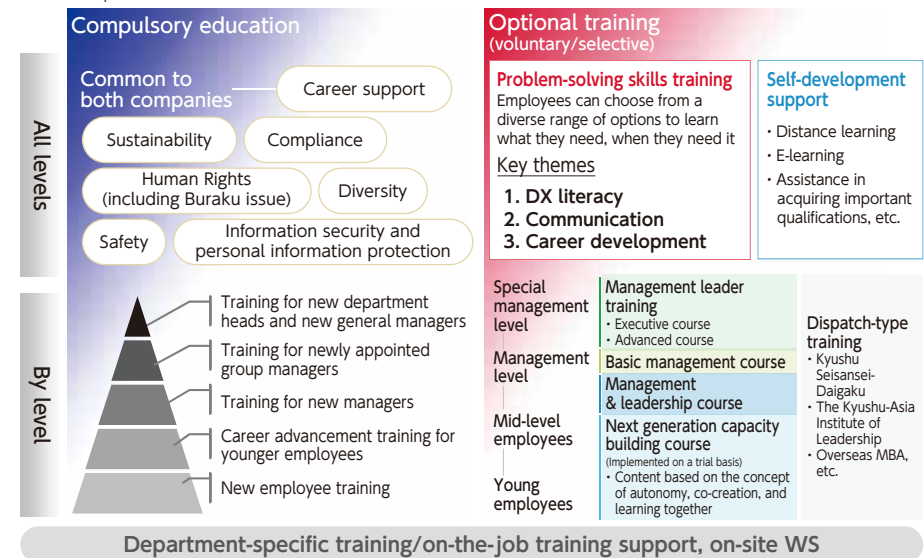 Compulsory education
Common to
both companies
Career support
Sustainability
Compliance
Human Rights
(including Buraku issue)
Diversity
Safety
Information security and
personal information protection
All levels
Optional training
(voluntary/selective)
Problem-solving skills training
Employees can choose from a
diverse range of options to learn
what they need, when they need it
Key themes
1. DX literacy
2. Communication
3. Career development
Self-development
support
・Distance learning
・E-learning
・Assistance in
acquiring important
qualifications, etc.
By level
Training for new department
heads and new general managers
Training for newly appointed
group managers
Training for new managers
Career advancement training for
younger employees
New employee training
Special
management
level
Management
level
Mid-level
employees
Young
employees
Management leader
training
・Executive course
・Advanced course
Basic management course
Management
& leadership course
Next generation capacity
building course
(Implemented on a trial basis)
・Content based on the concept
of autonomy, co-creation, and
learning together
Dispatch-type
training
・Kyushu
Seisansei-
Daigaku
・The Kyushu-Asia
Institute of
Leadership
・Overseas MBA,
etc.
Department-specific training/on-the-job training support, on-site WS